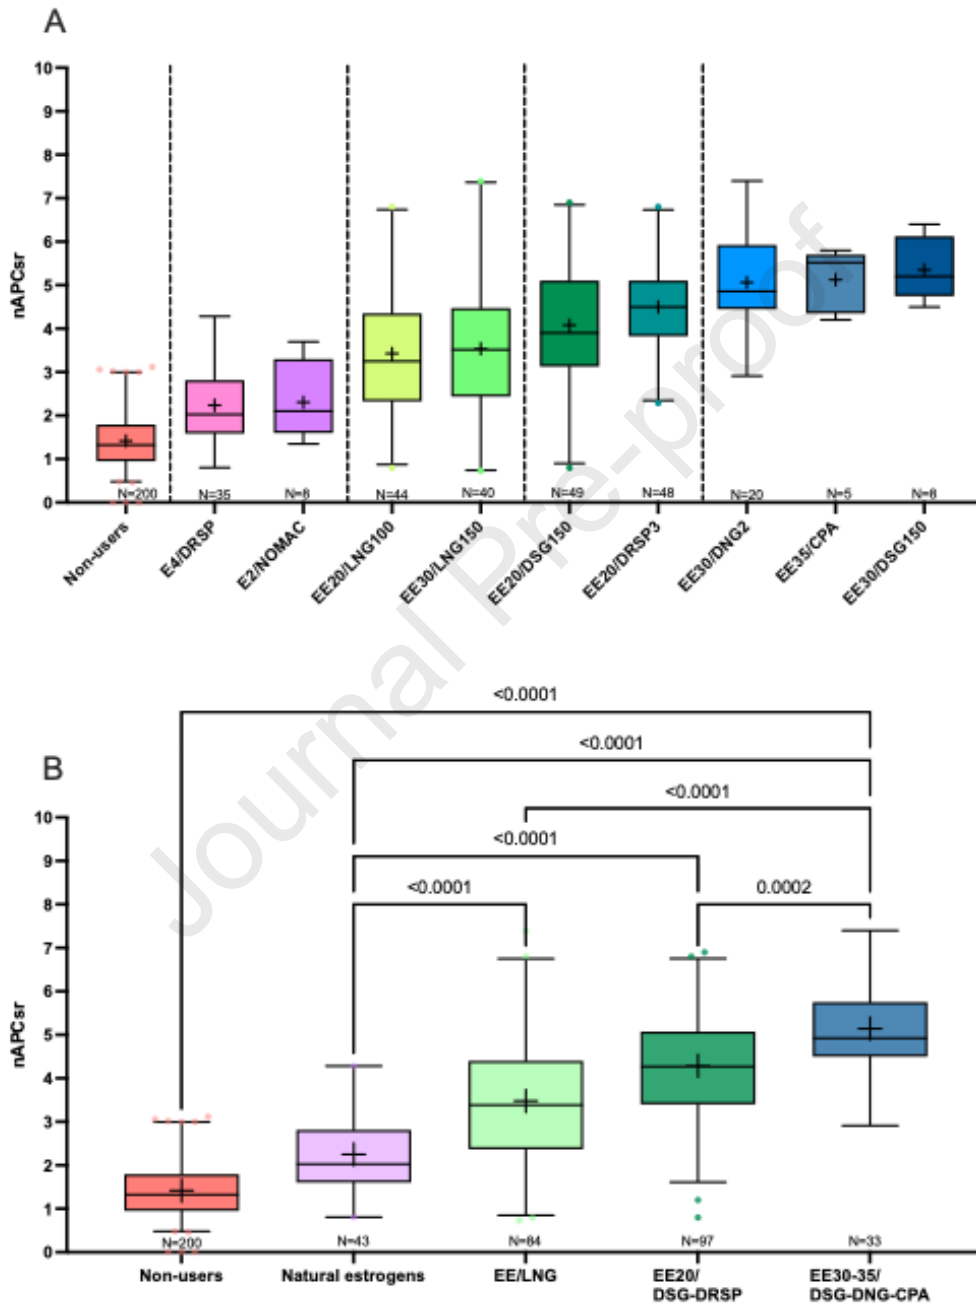 A
10
9
8
7
6
5
4
3
2
1
0
nAPCsr
N=200
N=35
N=8
N=44
N=40
N=49
N=48
N=20
N=5
N=8
Non-users
E4/DRSP
E2/NOMAC
EE20/LNG100
EE30/LNG150
EE20/DSG150
EE20/DRSP3
EE30/DNG2
EE35/CPA
EE30/DSG150
Journal Pre-proof
B
<0.0001
<0.0001
<0.0001
<0.0001
<0.0001
0.0002
10
9
8
7
6
5
4
3
2
1
0
nAPCsr
N=200
N=43
N=84
N=97
N=33
Non-users
Natural estrogens
EE/LNG
EE20/
DSG-DRSP
EE30-35/
DSG-DNG-CPA